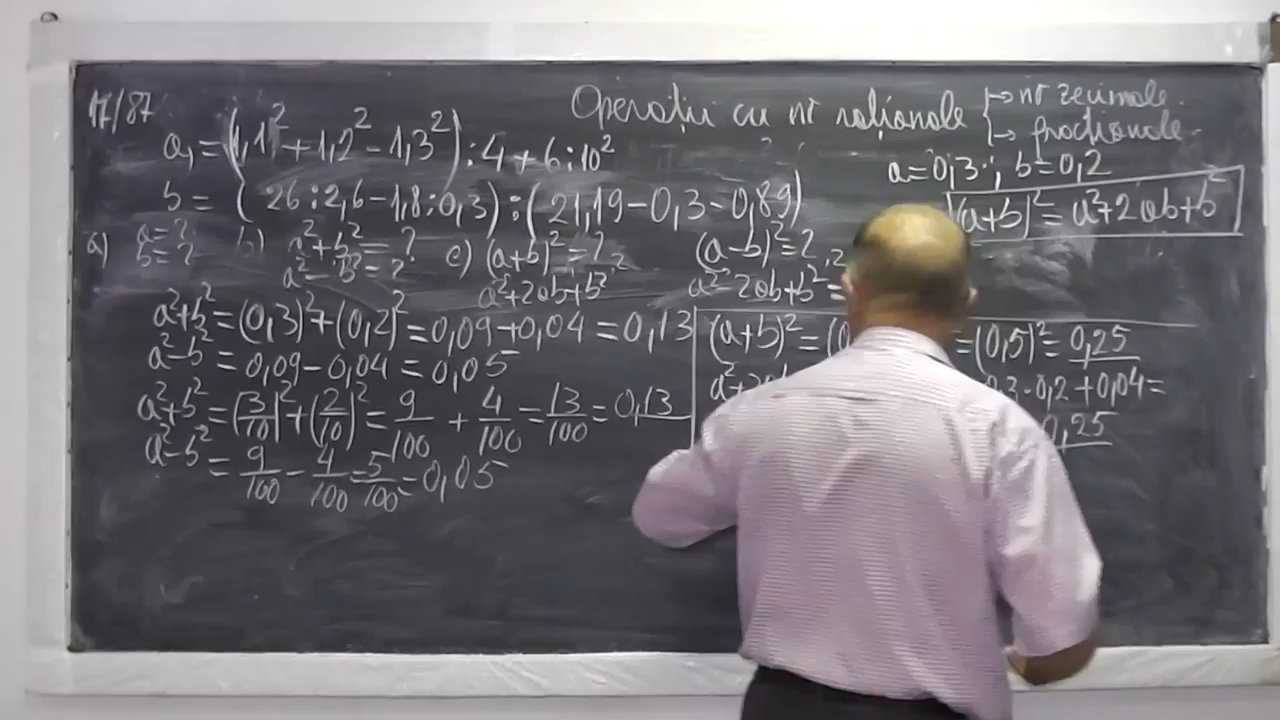 17/87
Operații cu nr raționale → nr zecimale
→ fracționale
a, = (1,1² + 1,2² - 1,3²) : 4 + 6 : 10²
a = 0,3 ; b = 0,2
b = (26 : 2,6 - 1,8 : 0,3) : (21,19 - 0,3 - 0,89)
(a+b)² = a² + 2ab + b²
a) a = ? b) a² + b² = ? c) (a+b)² = ? (a-b)² = ?
b = ? a² - b² = ? a² + 2ab + b² = ? a² 2ab + b² =
a² + b² = (0,3)² + (0,2)² = 0,09 + 0,04 = 0,13
a² - b² = 0,09 - 0,04 = 0,05
a² + b² = (3/10)² + (2/10)² = 9/100 + 4/100 = 13/100 = 0,13
a² - b² = 9/100 - 4/100 = 5/100 = 0,05
(a+b)² = (0 = (0,5)² = 0,25
a² + 0,3 · 0,2 + 0,04 =
0,25